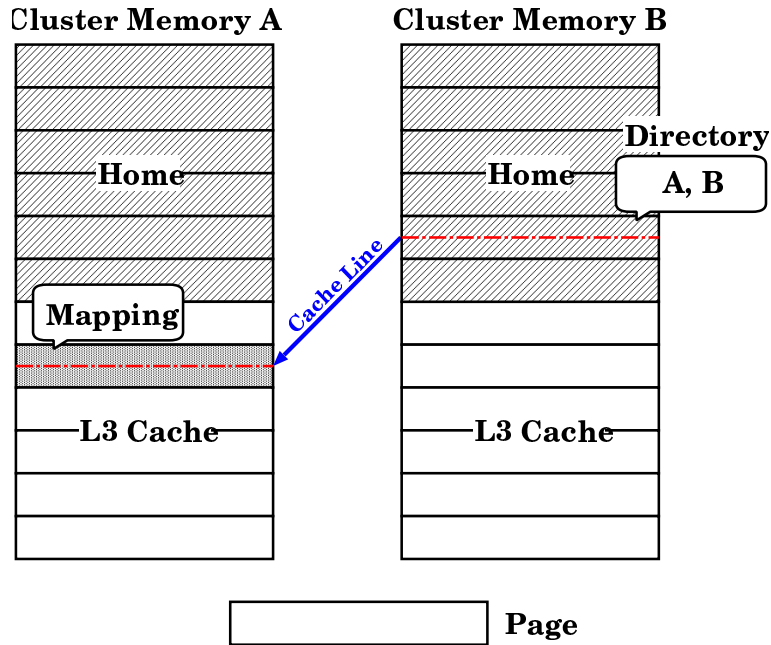 Cluster Memory A
Cluster Memory B
Directory
A, B
Home
Home
Cache Line
Mapping
L3 Cache
L3 Cache
Page